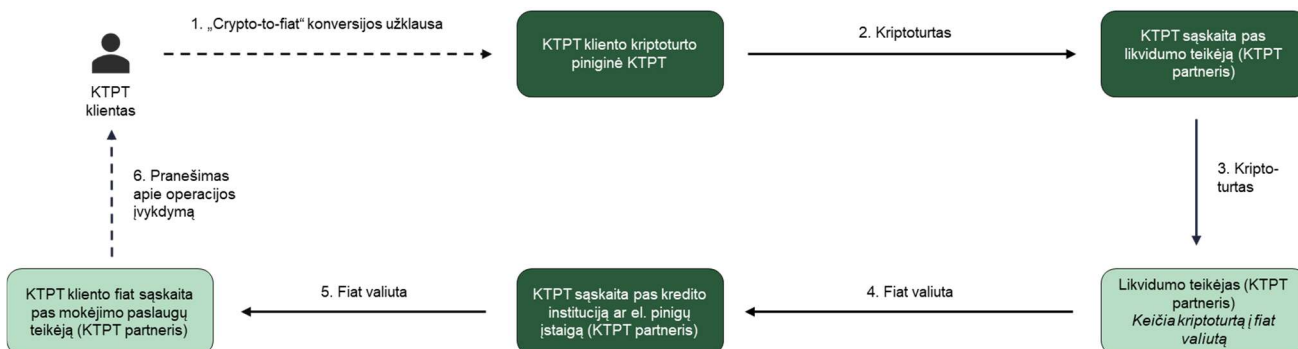 1. „Crypto-to-fiat“ konversijos užklausa
KTPT
klientas
KTPT kliento kriptoturto
piniginė KTPT
2. Kriptoturtas
KTPT sąskaita pas
likvidumo teikėją (KTPT
partneris)
3. Kripto-
turtas
Likvidumo teikėjas (KTPT
partneris)
Keičia kriptoturtą į fiat
valiutą
4. Fiat valiuta
KTPT sąskaita pas kredito
instituciją ar el. pinigų
įstaigą (KTPT partneris)
5. Fiat valiuta
KTPT kliento fiat sąskaita
pas mokėjimo paslaugų
teikėją (KTPT partneris)
6. Pranešimas
apie operacijos
įvykdymą